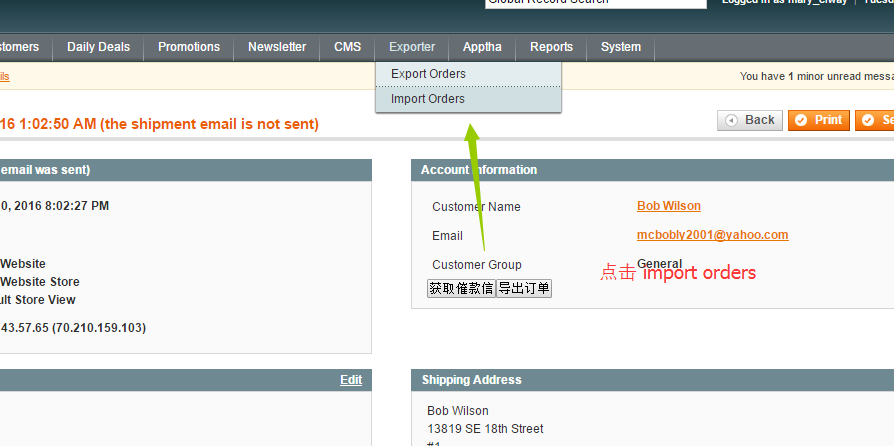 Global Record Search
Logged in as mary_elway
stomers Daily Deals Promotions Newsletter CMS Exporter Apptha Reports System
ils
You have 1 minor unread messa
Export Orders
Import Orders
16 1:02:50 AM (the shipment email is not sent)
Back Print Se
email was sent)
Account Information
0, 2016 8:02:27 PM
Customer Name Bob Wilson
Email mcbobly2001@yahoo.com
Website
Customer Group General
点击 import orders
Website Store
获取催款信 导出订单
ult Store View
43.57.65 (70.210.159.103)
Edit
Shipping Address
Bob Wilson
13819 SE 18th Street
#1